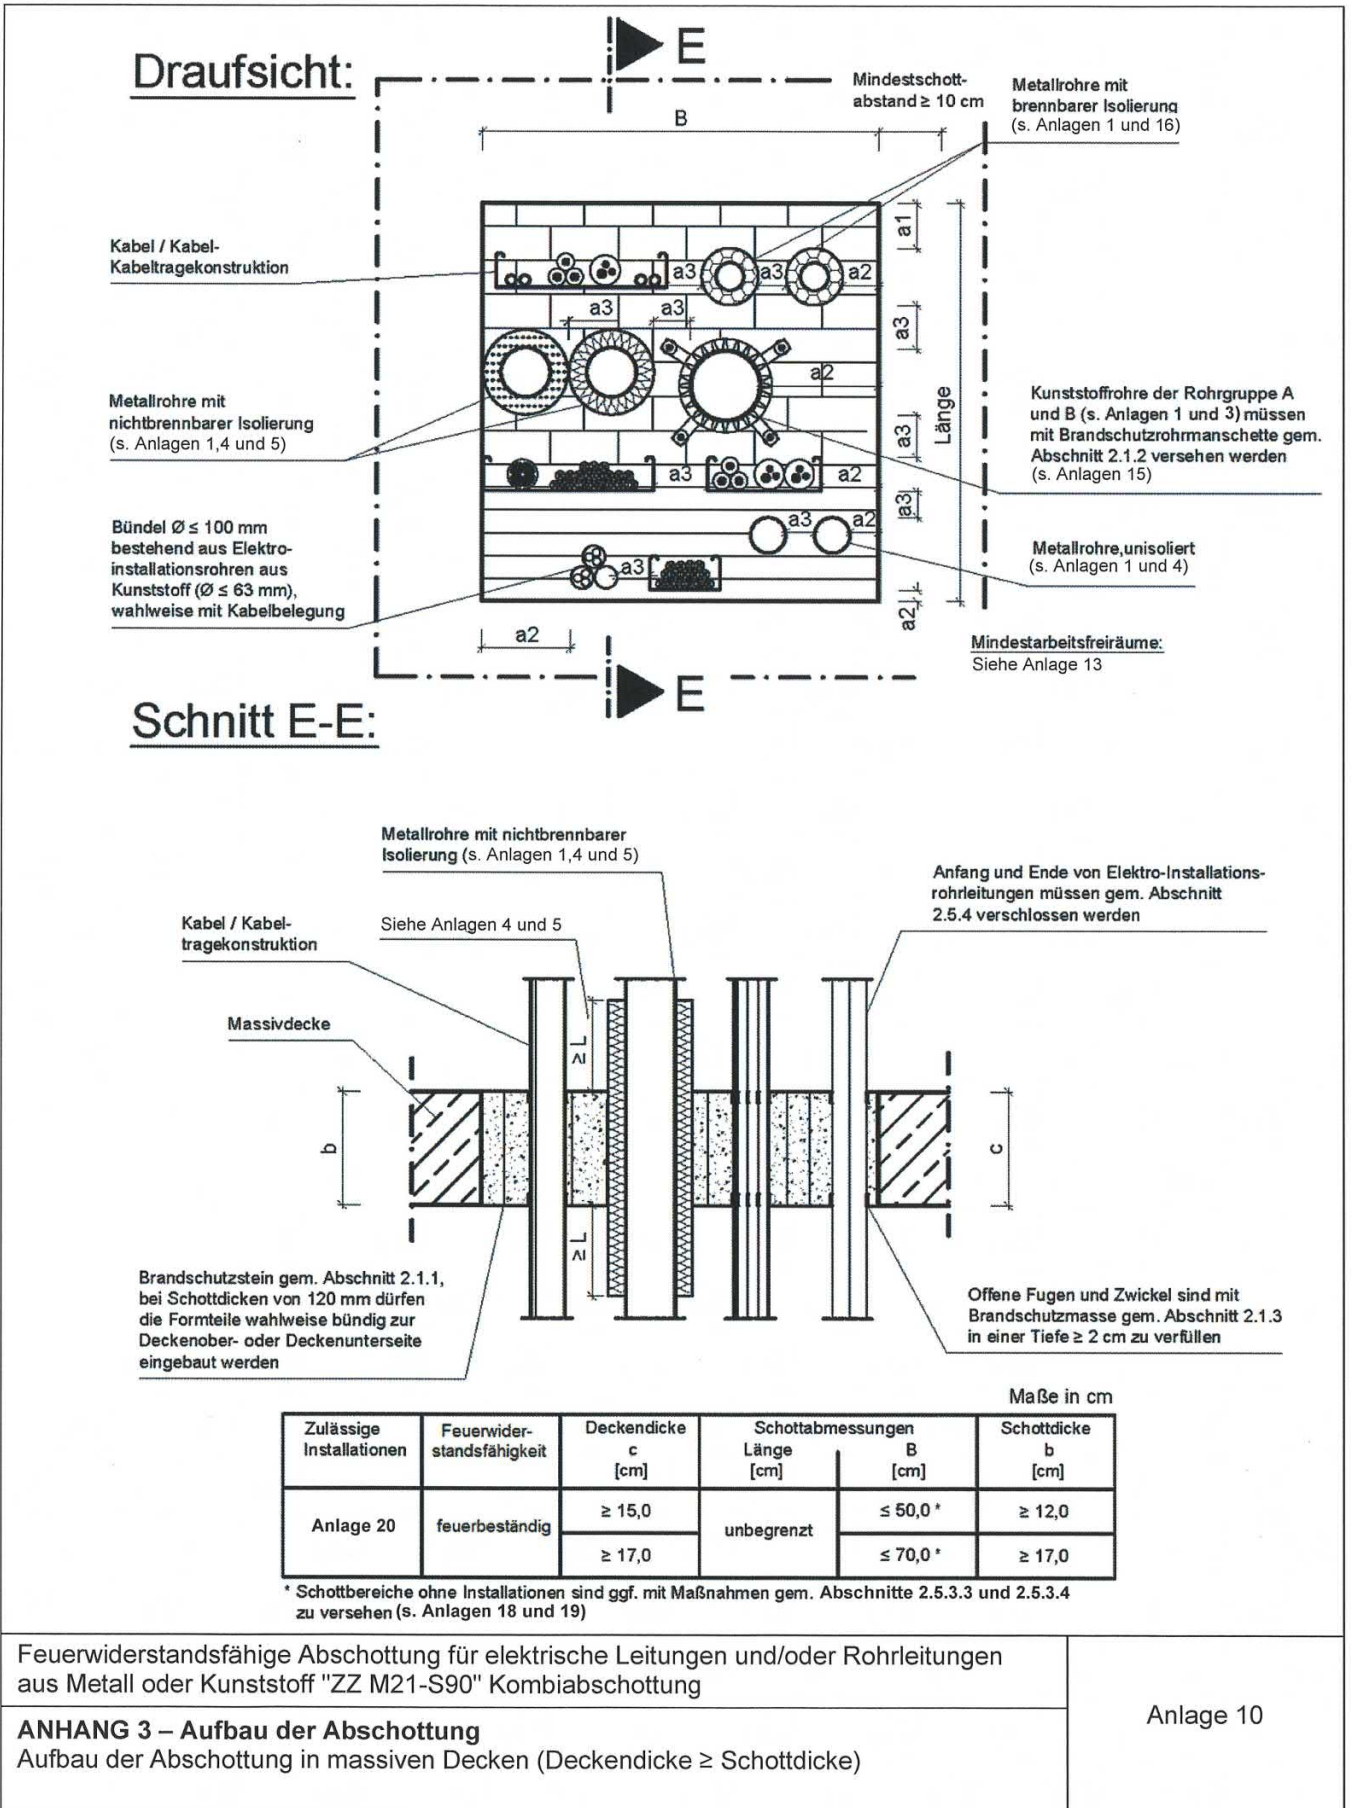 Draufsicht:
E
Mindestschott-
abstand ≥ 10 cm
Metallrohre mit
brennbarer Isolierung
(s. Anlagen 1 und 16)
B
Kabel / Kabel-
Kabeltragekonstruktion
a1
a3
a3
a2
a3
a3
a3
a2
Länge
Metallrohre mit
nichtbrennbarer Isolierung
(s. Anlagen 1,4 und 5)
Kunststoffrohre der Rohrgruppe A
und B (s. Anlagen 1 und 3) müssen
mit Brandschutzrohrmanschette gem.
Abschnitt 2.1.2 versehen werden
(s. Anlagen 15)
a3
a3
a2
a3
Bündel Ø ≤ 100 mm
bestehend aus Elektro-
installationsrohren aus
Kunststoff (Ø ≤ 63 mm),
wahlweise mit Kabelbelegung
a3
a2
a3
Metallrohre,unisoliert
(s. Anlagen 1 und 4)
a2
a2
Mindestarbeitsfreiräume:
Siehe Anlage 13
E
Schnitt E-E:
Metallrohre mit nichtbrennbarer
Isolierung (s. Anlagen 1,4 und 5)
Anfang und Ende von Elektro-Installations-
rohrleitungen müssen gem. Abschnitt
2.5.4 verschlossen werden
Kabel / Kabel-
tragekonstruktion
Siehe Anlagen 4 und 5
Massivdecke
≥ L
b
c
≥ L
Brandschutzstein gem. Abschnitt 2.1.1,
bei Schottdicken von 120 mm dürfen
die Formteile wahlweise bündig zur
Deckenober- oder Deckenunterseite
eingebaut werden
Offene Fugen und Zwickel sind mit
Brandschutzmasse gem. Abschnitt 2.1.3
in einer Tiefe ≥ 2 cm zu verfüllen
Maße in cm
Zulässige Feuerwider- Deckendicke Schottabmessungen Schottdicke
Installationen standsfähigkeit c Länge B b
[cm] [cm] [cm] [cm]
≥ 15,0 ≤ 50,0 * ≥ 12,0
Anlage 20 feuerbeständig unbegrenzt
≥ 17,0 ≤ 70,0 * ≥ 17,0
* Schottbereiche ohne Installationen sind ggf. mit Maßnahmen gem. Abschnitte 2.5.3.3 und 2.5.3.4
zu versehen (s. Anlagen 18 und 19)
Feuerwiderstandsfähige Abschottung für elektrische Leitungen und/oder Rohrleitungen
aus Metall oder Kunststoff "ZZ M21-S90" Kombiabschottung
ANHANG 3 – Aufbau der Abschottung
Aufbau der Abschottung in massiven Decken (Deckendicke ≥ Schottdicke)
Anlage 10